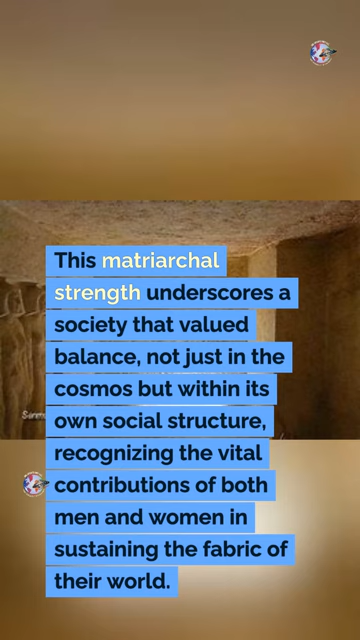 This matriarchal
strength underscores a
society that valued
balance, not just in the
cosmos but within its
own social structure,
recognizing the vital
contributions of both
men and women in
sustaining the fabric of
their world.